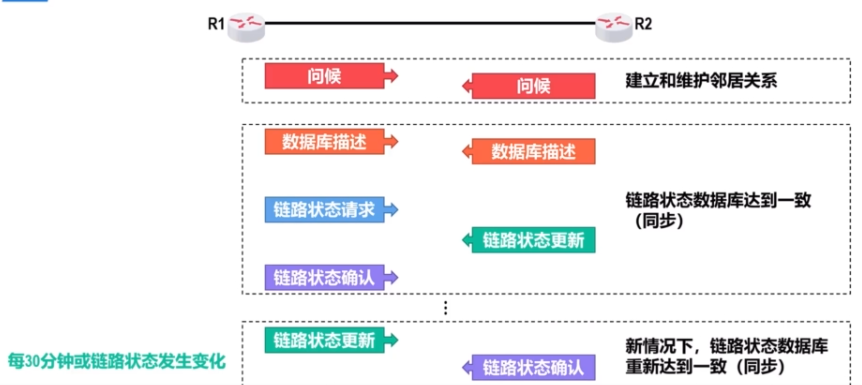 R1
R2
问候
问候
建立和维护邻居关系
数据库描述
数据库描述
链路状态请求
链路状态更新
链路状态确认
链路状态数据库达到一致
（同步）
⋮
每30分钟或链路状态发生变化
链路状态更新
链路状态确认
新情况下，链路状态数据库
重新达到一致（同步）